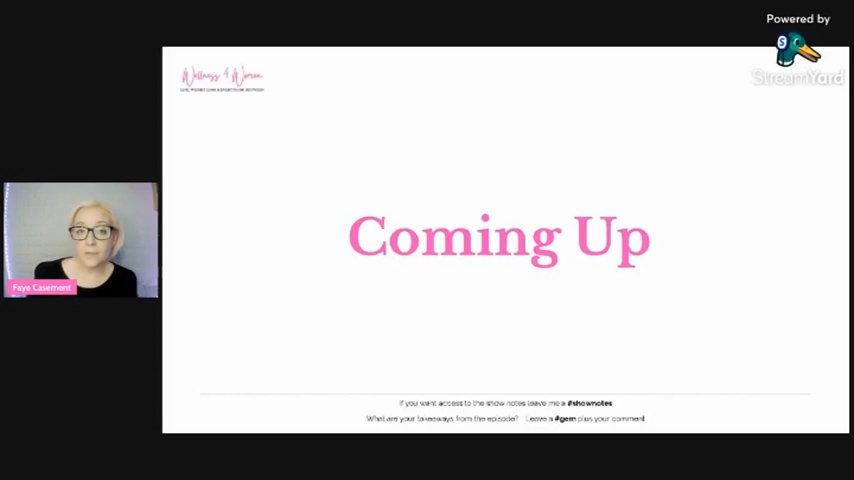 Powered by
StreamYard
Wellness 4 Women
Coming Up
Faye Casement
If you want access to the show notes leave me a #shownotes
What are your takeaways from the episode? Leave a #gem plus your comment